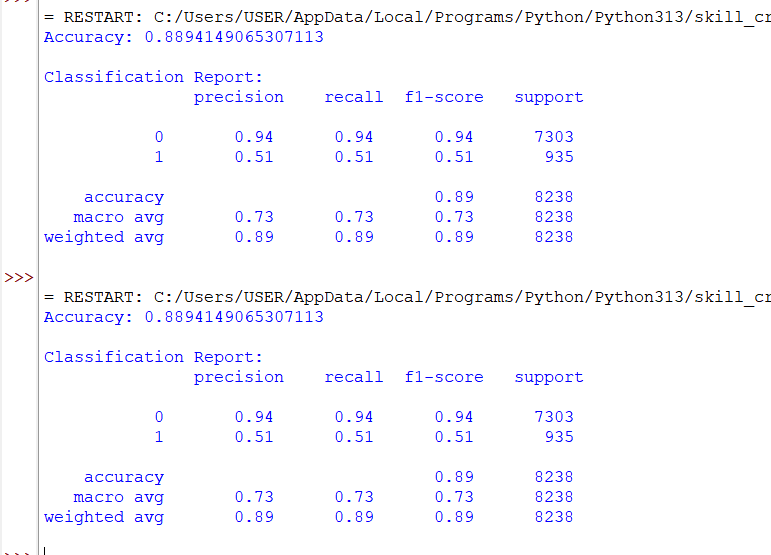 >>>
= RESTART: C:/Users/USER/AppData/Local/Programs/Python/Python313/skill_cr
Accuracy: 0.8894149065307113
Classification Report:
precision recall f1-score support
0 0.94 0.94 0.94 7303
1 0.51 0.51 0.51 935
accuracy 0.89 8238
macro avg 0.73 0.73 0.73 8238
weighted avg 0.89 0.89 0.89 8238
>>>
= RESTART: C:/Users/USER/AppData/Local/Programs/Python/Python313/skill_cr
Accuracy: 0.8894149065307113
Classification Report:
precision recall f1-score support
0 0.94 0.94 0.94 7303
1 0.51 0.51 0.51 935
accuracy 0.89 8238
macro avg 0.73 0.73 0.73 8238
weighted avg 0.89 0.89 0.89 8238
>>>